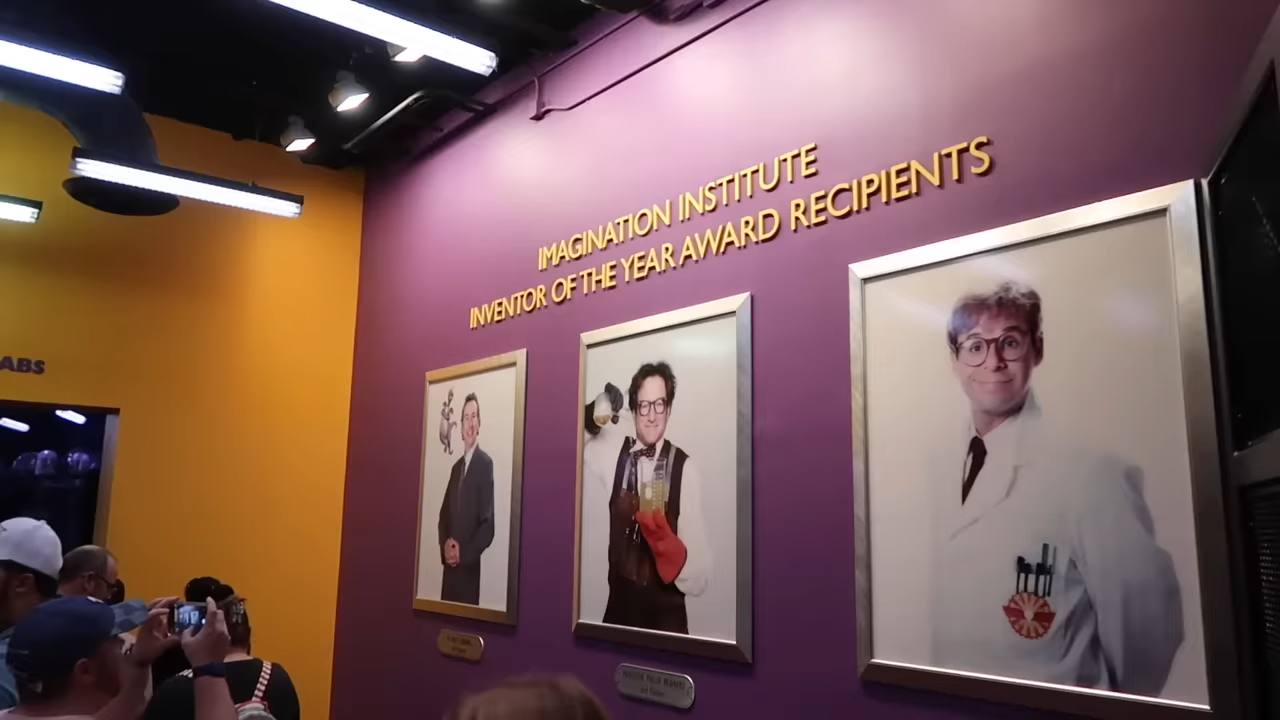 IMAGINATION INSTITUTE
INVENTOR OF THE YEAR AWARD RECIPIENTS
ABS